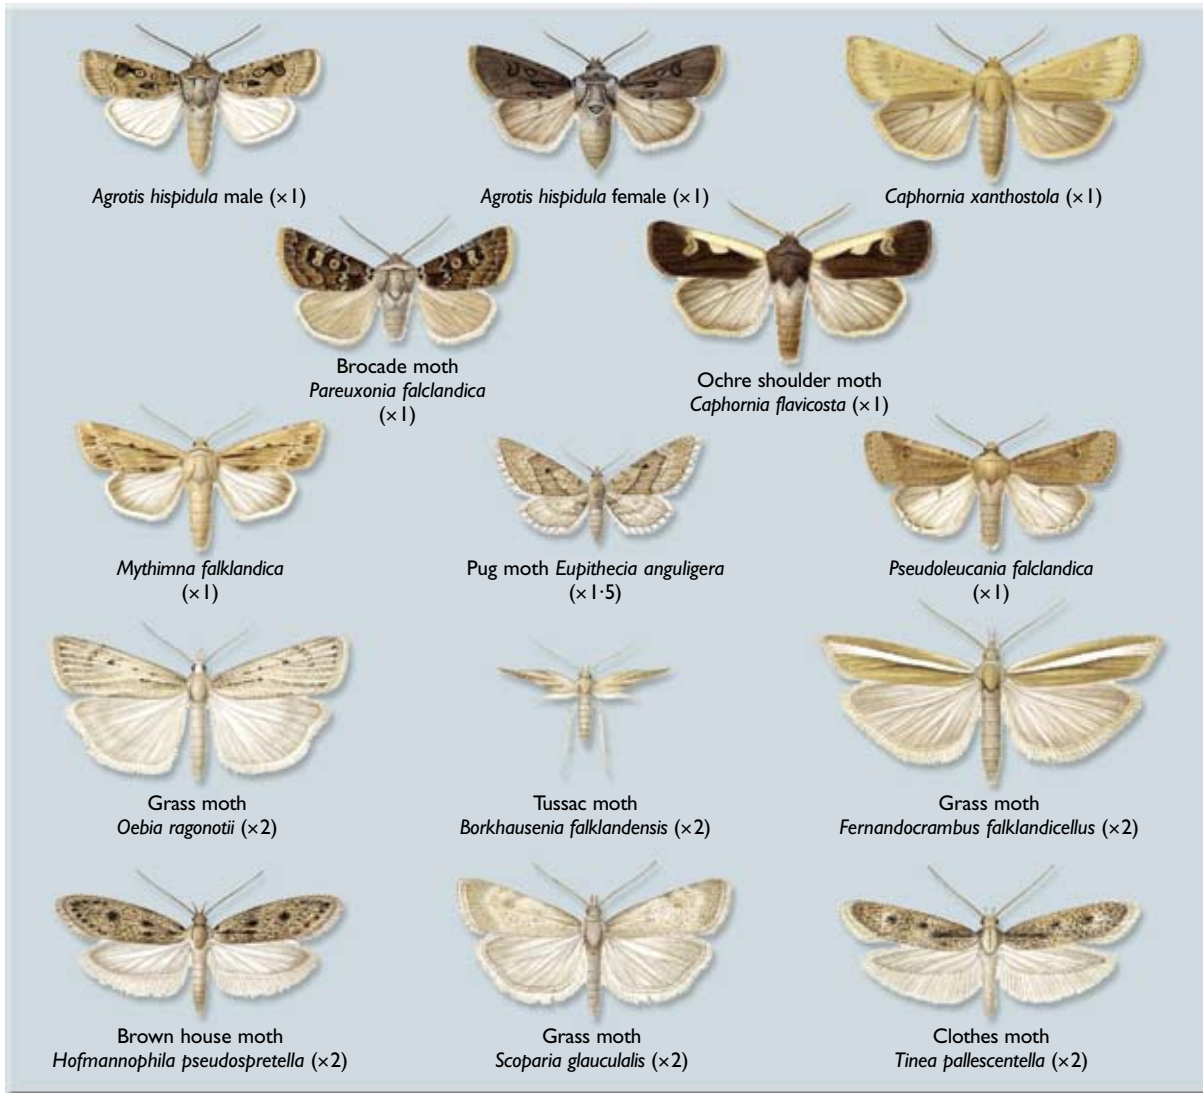 Agrotis hispidula male (×1)
Agrotis hispidula female (×1)
Caphornia xanthostola (×1)
Brocade moth
Pareuxonia falclandica
(×1)
Ochre shoulder moth
Caphornia flavicosta (×1)
Mythimna falklandica
(×1)
Pug moth Eupithecia anguligera
(×1·5)
Pseudoleucania falclandica
(×1)
Grass moth
Oebia ragonotii (×2)
Tussac moth
Borkhausenia falklandensis (×2)
Grass moth
Fernandocrambus falklandicellus (×2)
Brown house moth
Hofmannophila pseudospretella (×2)
Grass moth
Scoparia glauculalis (×2)
Clothes moth
Tinea pallescentella (×2)